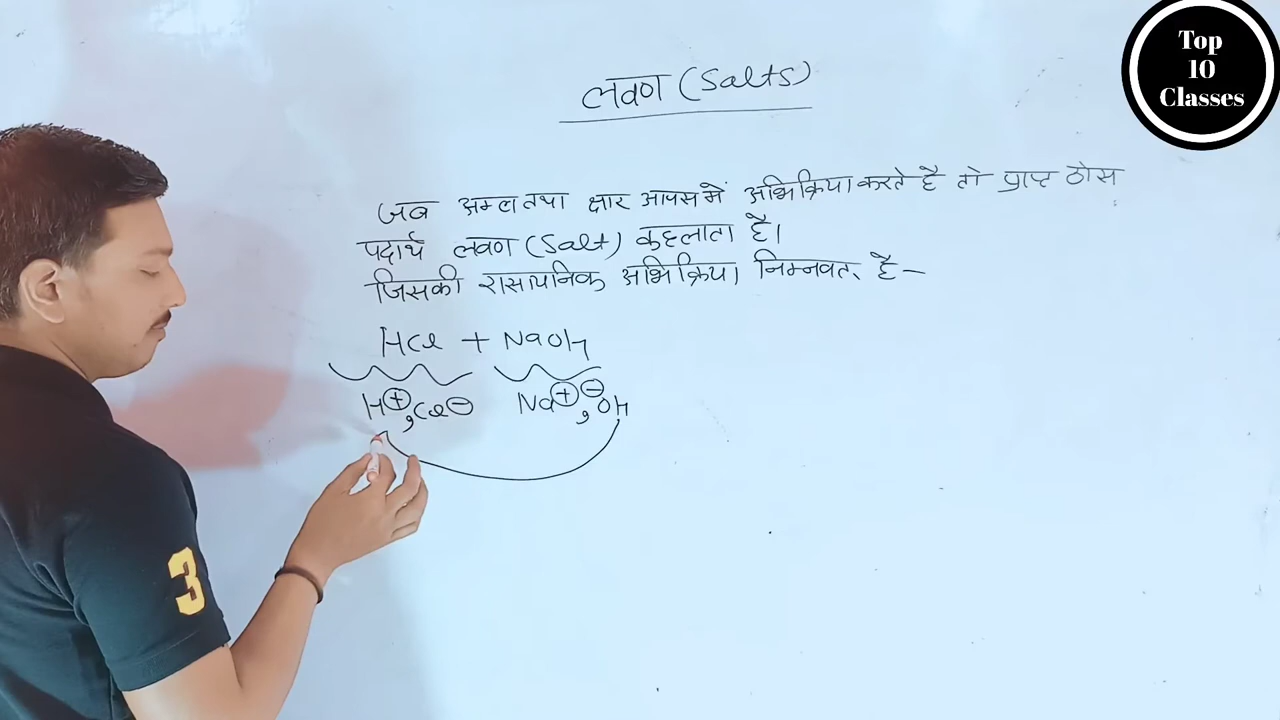 Top
10
Classes
लवण (Salts)
जब अम्ल तथा क्षार आपस में अभिक्रिया करते है तो प्राप्त ठोस
पदार्थ लवण (Salt) कहलाता है।
जिसकी रासायनिक अभिक्रिया निम्नवत् है –
HCl + NaOH
H⊕, Cl⊖ Na⊕, ⊖OH
3